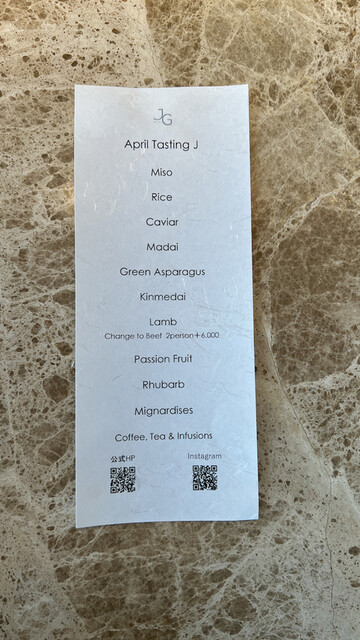 JG
April Tasting J
Miso
Rice
Caviar
Madai
Green Asparagus
Kinmedai
Lamb
Change to Beef 2person+6,000
Passion Fruit
Rhubarb
Mignardises
Coffee, Tea & Infusions
公式HP Instagram